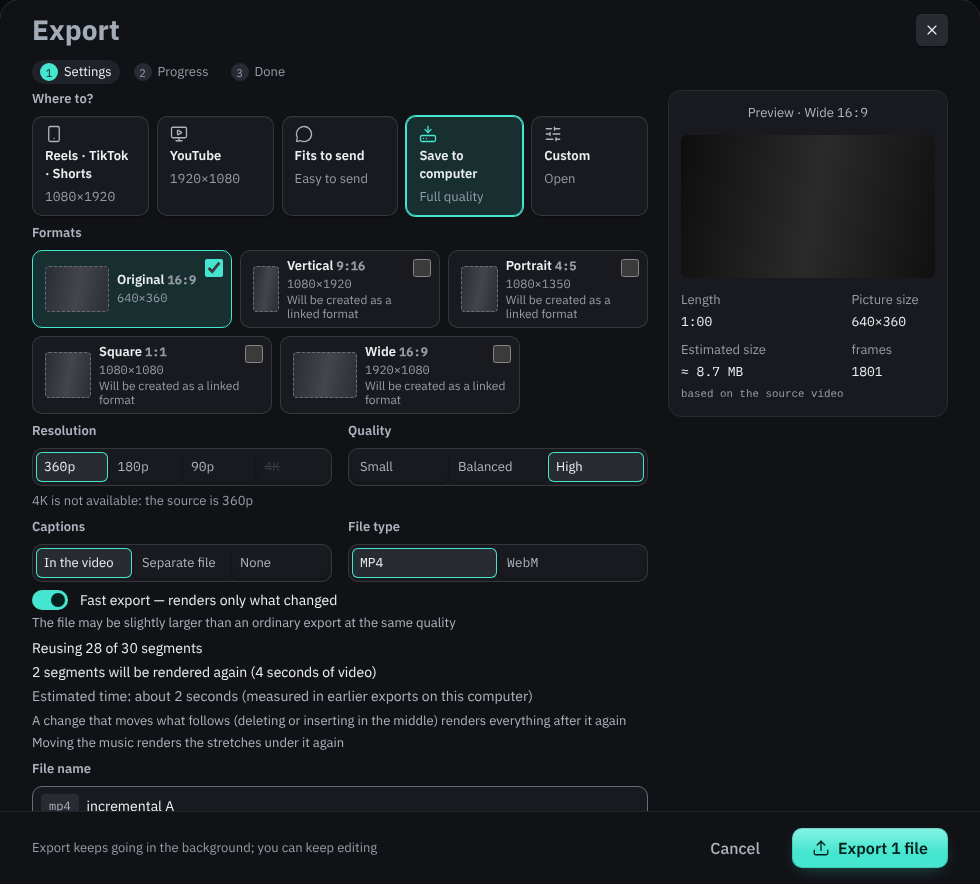 Export
1 Settings
2 Progress
3 Done
Where to?
Reels · TikTok
· Shorts
1080×1920
YouTube
1920×1080
Fits to send
Easy to send
Save to
computer
Full quality
Custom
Open
Formats
Original 16:9
640×360
Vertical 9:16
1080×1920
Will be created as a
linked format
Portrait 4:5
1080×1350
Will be created as a
linked format
Square 1:1
1080×1080
Will be created as a linked
format
Wide 16:9
1920×1080
Will be created as a linked
format
Resolution
360p 180p 90p 4K
4K is not available: the source is 360p
Quality
Small Balanced High
Captions
In the video Separate file None
File type
MP4 WebM
Fast export — renders only what changed
The file may be slightly larger than an ordinary export at the same quality
Reusing 28 of 30 segments
2 segments will be rendered again (4 seconds of video)
Estimated time: about 2 seconds (measured in earlier exports on this computer)
A change that moves what follows (deleting or inserting in the middle) renders everything after it again
Moving the music renders the stretches under it again
File name
mp4 incremental A
Preview · Wide 16:9
Length
1:00
Picture size
640×360
Estimated size
≈ 8.7 MB
frames
1801
based on the source video
Export keeps going in the background; you can keep editing
Cancel
Export 1 file